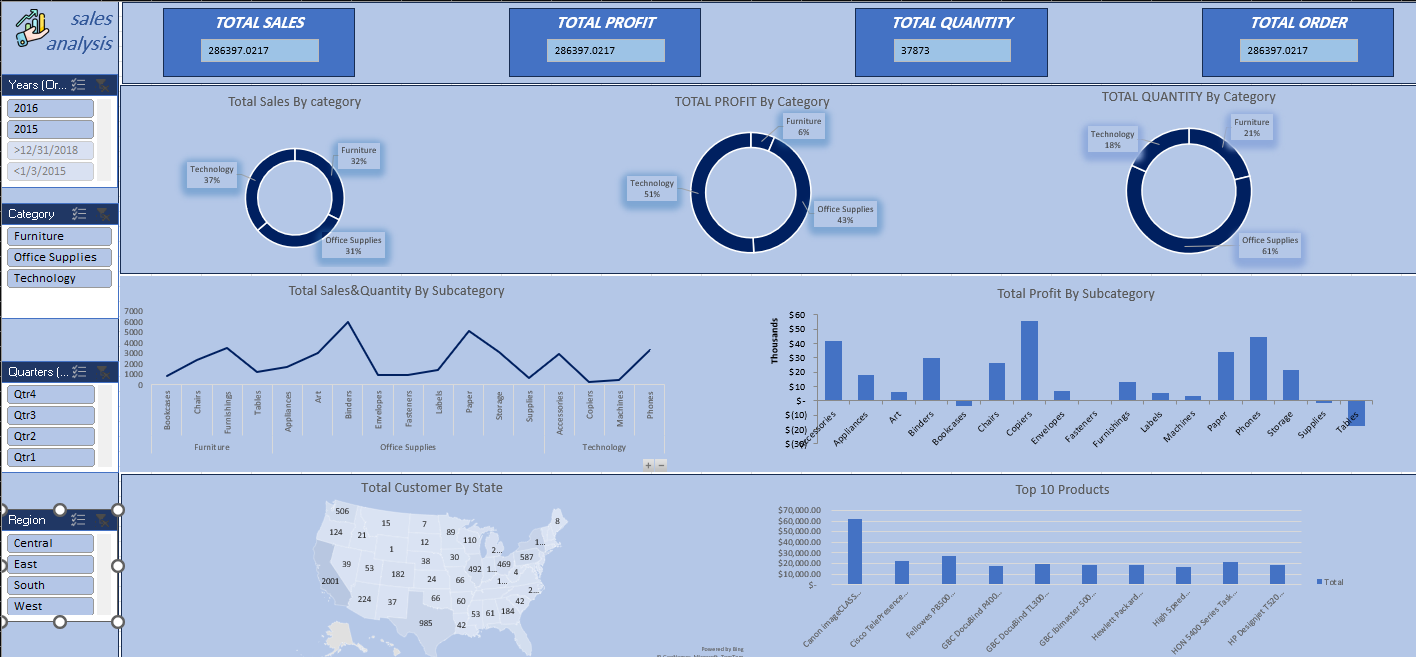 sales
analysis
TOTAL SALES
286397.0217
TOTAL PROFIT
286397.0217
TOTAL QUANTITY
37873
TOTAL ORDER
286397.0217
Years (Or...
2016
2015
>12/31/2018
<1/3/2015
Category
Furniture
Office Supplies
Technology
Quarters (...
Qtr4
Qtr3
Qtr2
Qtr1
Region
Central
East
South
West
Total Sales By category
Furniture
32%
Technology
37%
Office Supplies
31%
TOTAL PROFIT By Category
Furniture
6%
Technology
51%
Office Supplies
43%
TOTAL QUANTITY By Category
Furniture
21%
Technology
18%
Office Supplies
61%
Total Sales&Quantity By Subcategory
7000
6000
5000
4000
3000
2000
1000
0
Bookcases
Chairs
Furnishings
Tables
Appliances
Art
Binders
Envelopes
Fasteners
Labels
Paper
Storage
Supplies
Accessories
Copiers
Machines
Phones
Furniture
Office Supplies
Technology
+ −
Total Profit By Subcategory
Thousands
$60
$50
$40
$30
$20
$10
$-
$(10)
$(20)
$(30)
Accessories
Appliances
Art
Binders
Bookcases
Chairs
Copiers
Envelopes
Fasteners
Furnishings
Labels
Machines
Paper
Phones
Storage
Supplies
Tables
Total Customer By State
506
15
7
8
124
21
12
89
110
2...
1...
1
587
39
53
38
30
492
1...
469
4
182
2001
24
66
1...
224
37
66
60
2...
42
985
53
61
184
42
Powered by Bing
© GeoNames, Microsoft, TomTom
Top 10 Products
$70,000.00
$60,000.00
$50,000.00
$40,000.00
$30,000.00
$20,000.00
$10,000.00
$-
Canon imageCLASS...
Cisco TelePresence...
Fellowes PB500...
GBC DocuBind P400...
GBC DocuBind TL300...
GBC Ibimaster 500...
Hewlett Packard...
High Speed...
HON 5400 Series Task...
HP Designjet T520...
Total